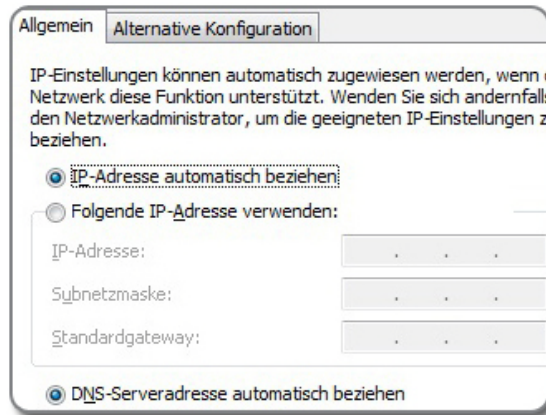 Allgemein Alternative Konfiguration
IP-Einstellungen können automatisch zugewiesen werden, wenn
Netzwerk diese Funktion unterstützt. Wenden Sie sich andernfalls
den Netzwerkadministrator, um die geeigneten IP-Einstellungen
beziehen.
IP-Adresse automatisch beziehen
Folgende IP-Adresse verwenden:
IP-Adresse: . . .
Subnetzmaske: . . .
Standardgateway: . . .
DNS-Serveradresse automatisch beziehen